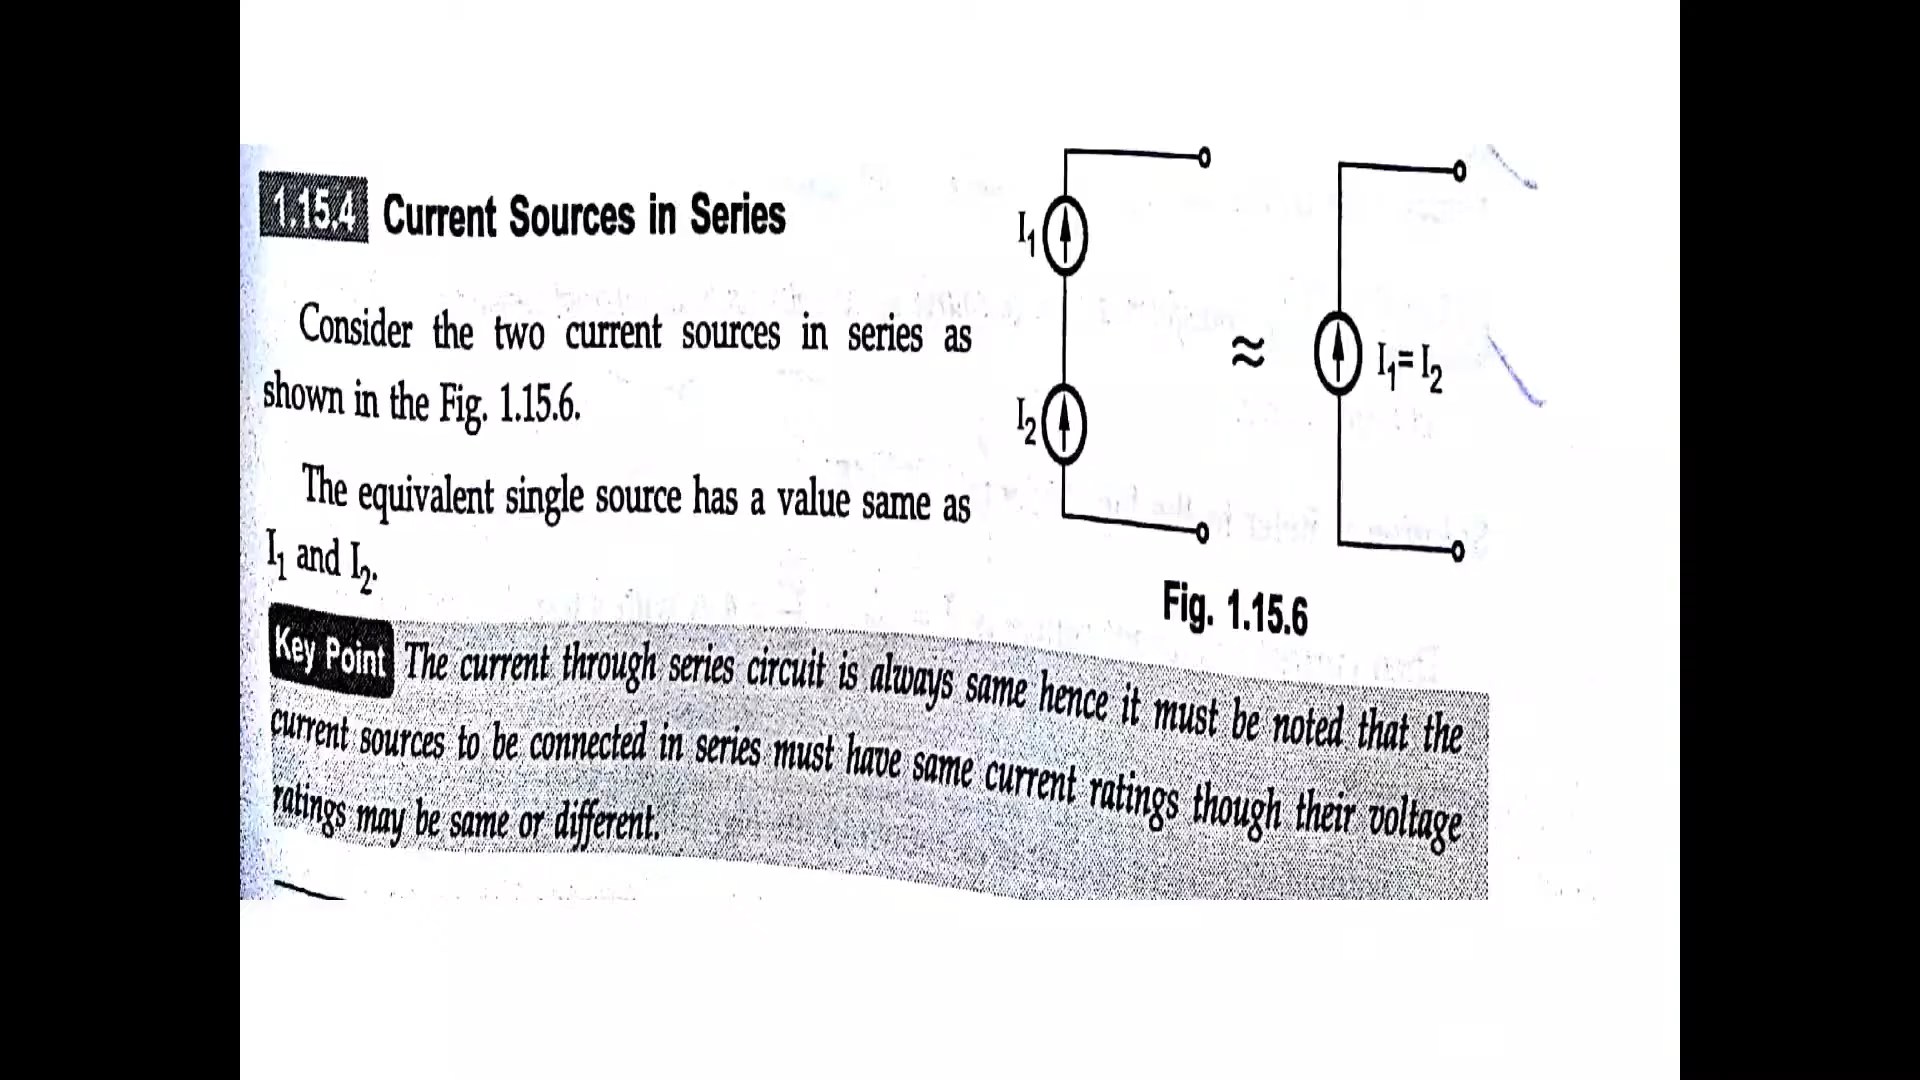 1.15.4 Current Sources in Series
Consider the two current sources in series as
shown in the Fig. 1.15.6.
The equivalent single source has a value same as
I₁ and I₂.
I₁
I₂
≈
I₁= I₂
Fig. 1.15.6
Key Point The current through series circuit is always same hence it must be noted that the
current sources to be connected in series must have same current ratings though their voltage
ratings may be same or different.